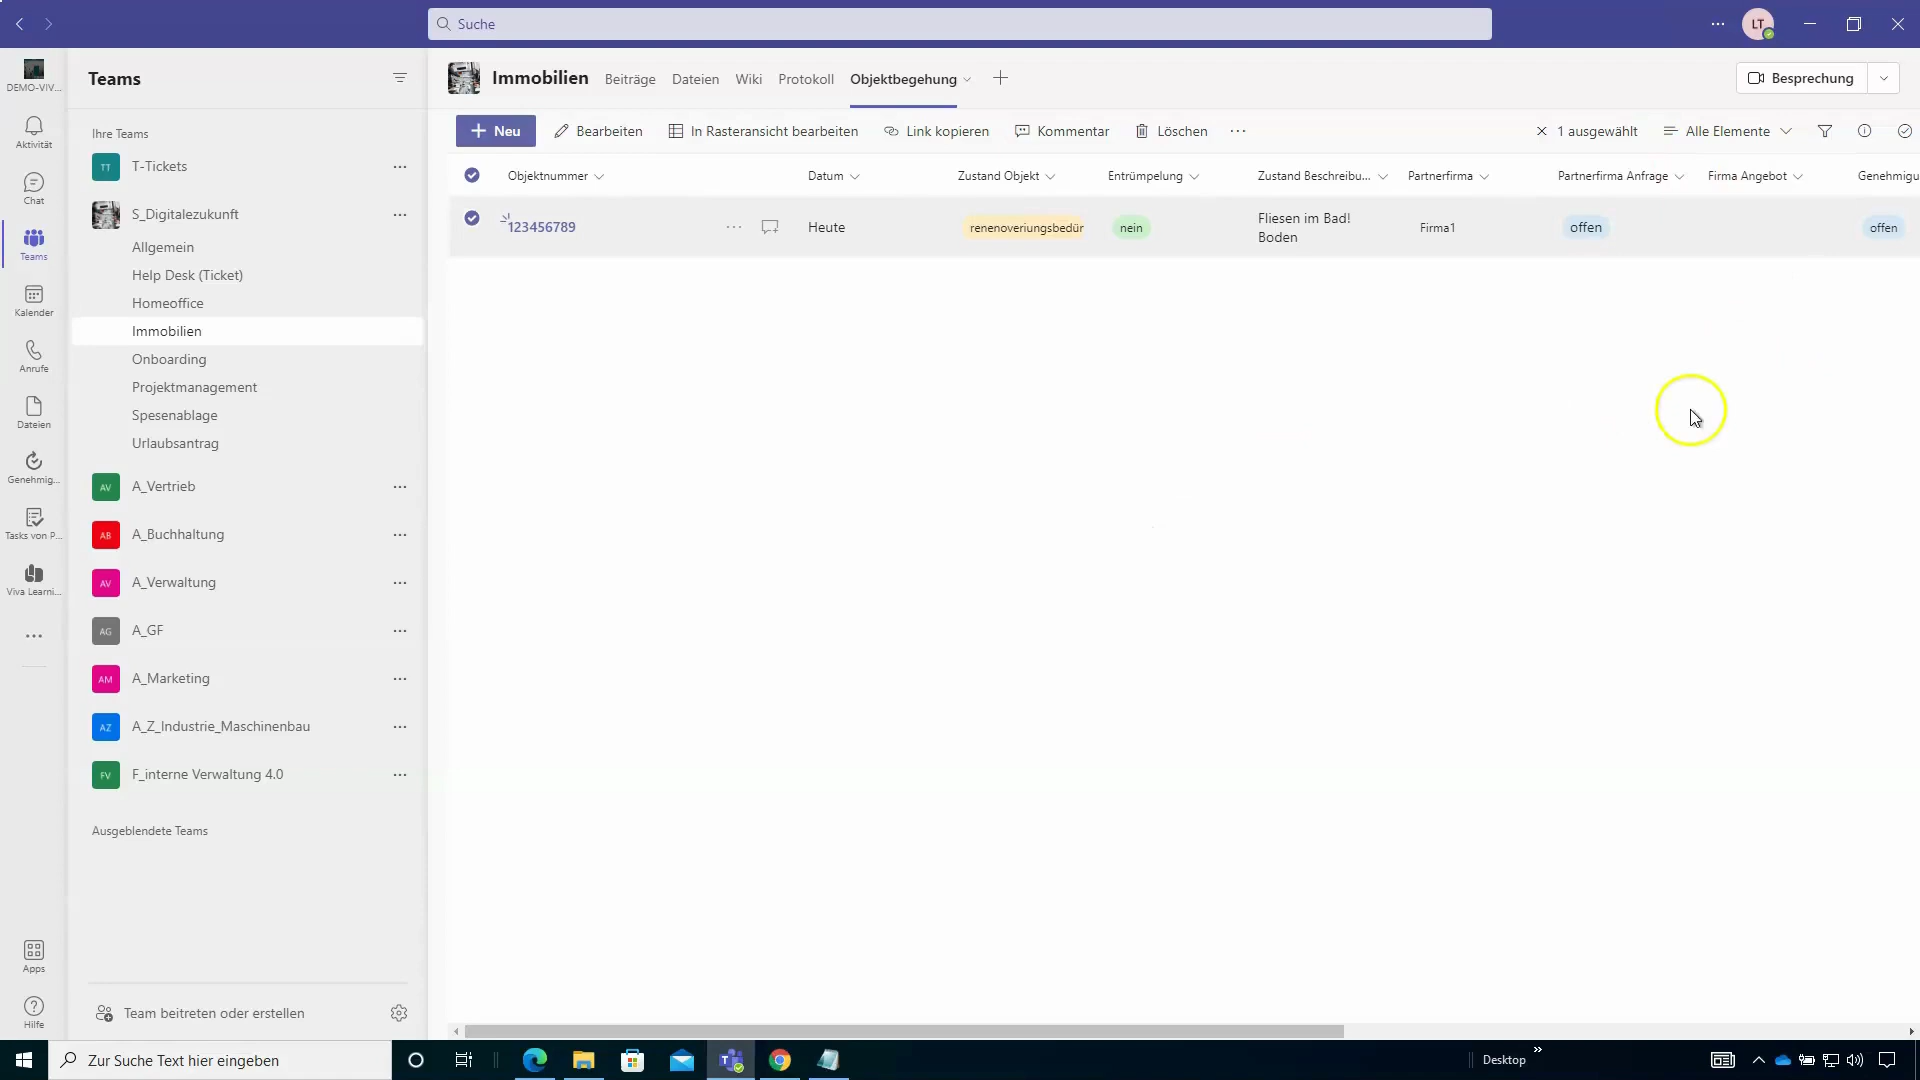 Suche
LT
DEMO-VIV...
Aktivität
Chat
Teams
Kalender
Anrufe
Dateien
Genehmig...
Tasks von P...
Viva Learni...
Apps
Hilfe
Teams
Ihre Teams
TT T-Tickets
S_Digitalezukunft
Allgemein
Help Desk (Ticket)
Homeoffice
Immobilien
Onboarding
Projektmanagement
Spesenablage
Urlaubsantrag
AV A_Vertrieb
AB A_Buchhaltung
AV A_Verwaltung
AG A_GF
AM A_Marketing
AZ A_Z_Industrie_Maschinenbau
FV F_interne Verwaltung 4.0
Ausgeblendete Teams
Team beitreten oder erstellen
Immobilien Beiträge Dateien Wiki Protokoll Objektbegehung Besprechung
Neu Bearbeiten In Rasteransicht bearbeiten Link kopieren Kommentar Löschen 1 ausgewählt Alle Elemente
Objektnummer Datum Zustand Objekt Entrümpelung Zustand Beschreibu... Partnerfirma Partnerfirma Anfrage Firma Angebot Genehmigu
123456789 Heute renenoveriungsbedür nein Fliesen im Bad! Firma1 offen offen
Boden
Zur Suche Text hier eingeben
Desktop